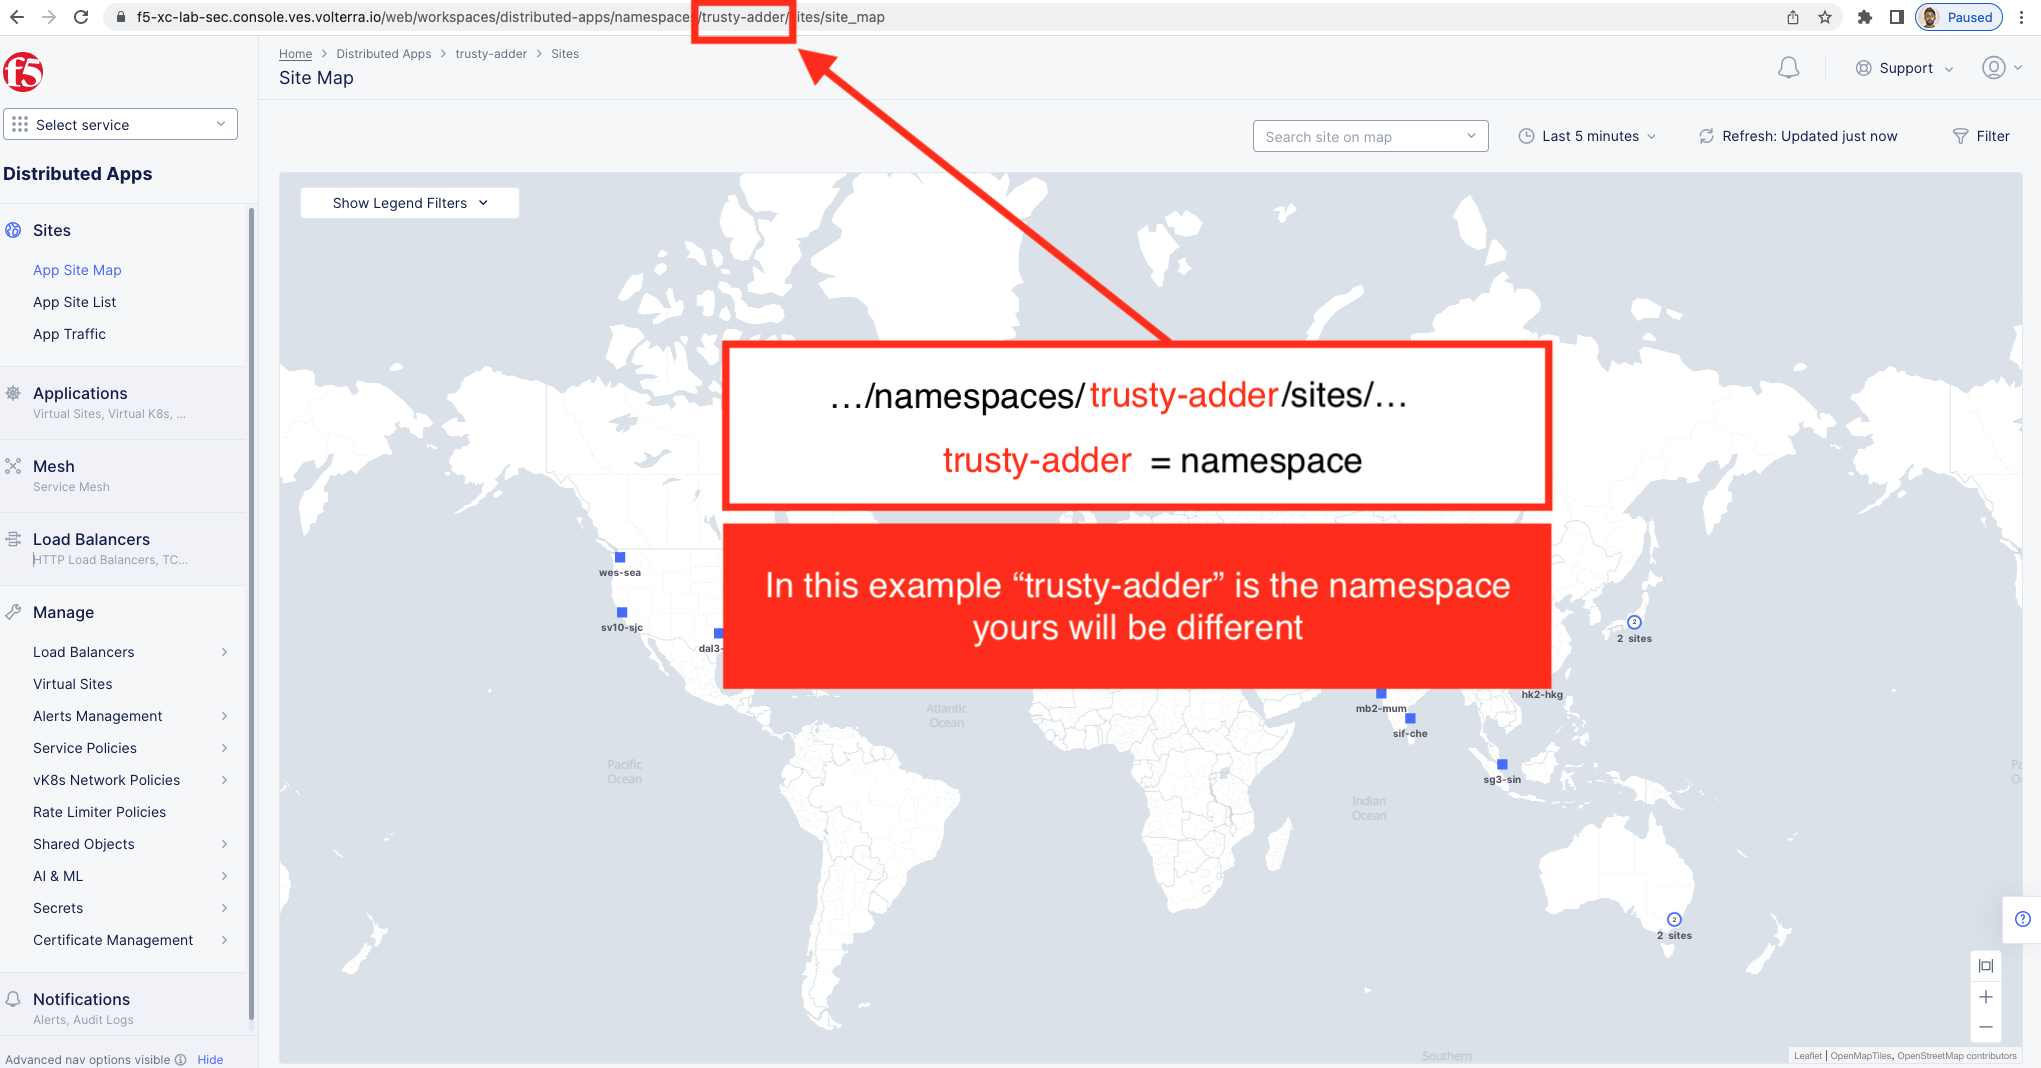 f5-xc-lab-sec.console.ves.volterra.io/web/workspaces/distributed-apps/namespaces/trusty-adder/sites/site_map
Paused
f5
Home > Distributed Apps > trusty-adder > Sites
Site Map
Support
Select service
Search site on map
Last 5 minutes
Refresh: Updated just now
Filter
Distributed Apps
Show Legend Filters
Sites
App Site Map
App Site List
App Traffic
Applications
Virtual Sites, Virtual K8s, ...
Mesh
Service Mesh
Load Balancers
HTTP Load Balancers, TC...
Manage
Load Balancers
Virtual Sites
Alerts Management
Service Policies
vK8s Network Policies
Rate Limiter Policies
Shared Objects
AI & ML
Secrets
Certificate Management
Notifications
Alerts, Audit Logs
Advanced nav options visible
Hide
…/namespaces/trusty-adder/sites/…
trusty-adder = namespace
In this example “trusty-adder” is the namespace
yours will be different
wes-sea
sv10-sjc
dal3-
2
2 sites
hk2-hkg
mb2-mum
sif-che
sg3-sin
Atlantic
Ocean
Pacific
Ocean
Indian
Ocean
Pa
O
2
2 sites
Southern
Leaflet | OpenMapTiles, OpenStreetMap contributors